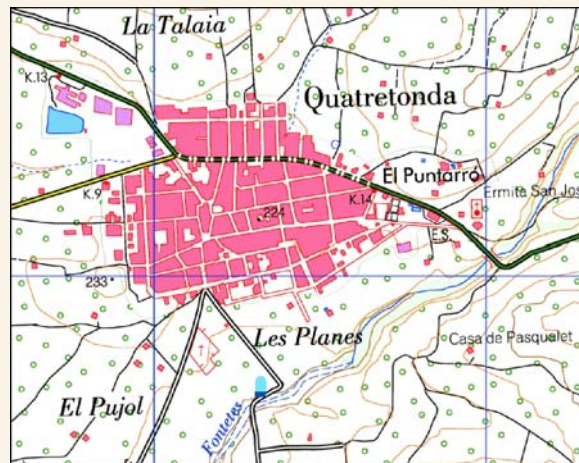 La Talaia
K.13
Quatretonda
El Puntarró
K.9
K.14
Ermita San Jos
224
E.S.
233
Les Planes
Casa de Pasqualet
El Pujol
Fontetes